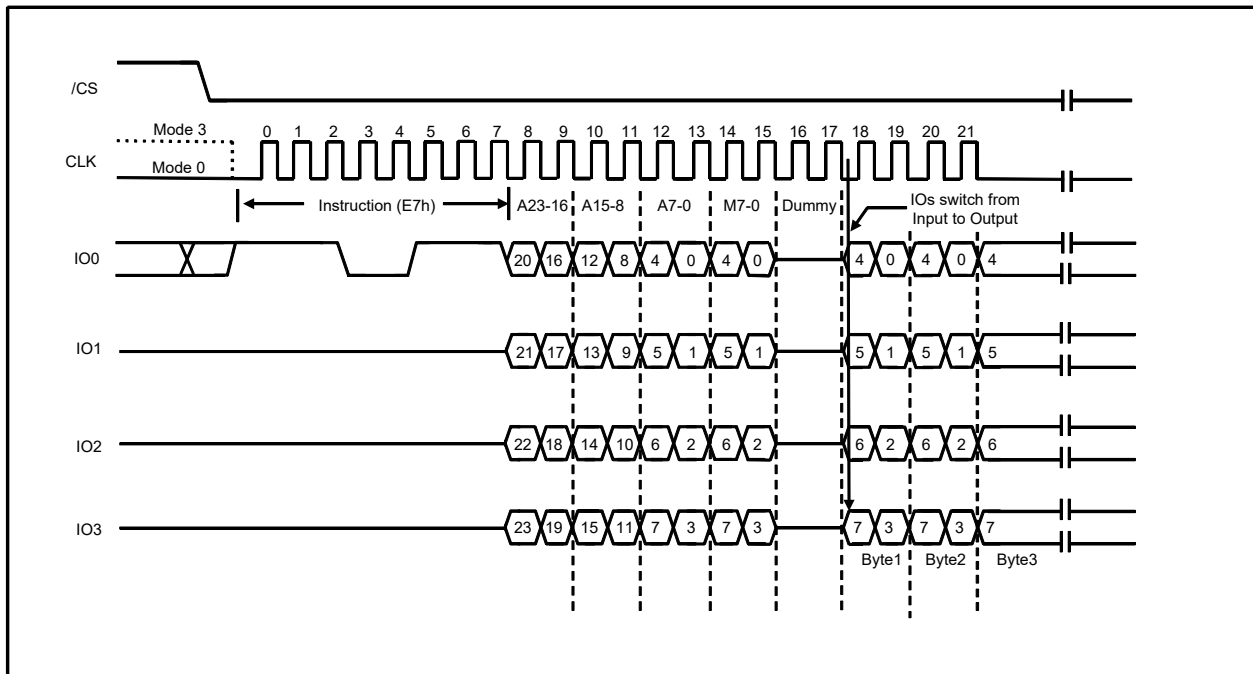 /CS
Mode 3
0 1 2 3 4 5 6 7 8 9 10 11 12 13 14 15 16 17 18 19 20 21
CLK
Mode 0
Instruction (E7h) A23-16 A15-8 A7-0 M7-0 Dummy
IOs switch from
Input to Output
IO0 20 16 12 8 4 0 4 0 4 0 4 0 4
IO1 21 17 13 9 5 1 5 1 5 1 5 1 5
IO2 22 18 14 10 6 2 6 2 6 2 6 2 6
IO3 23 19 15 11 7 3 7 3 7 3 7 3 7
Byte1 Byte2 Byte3